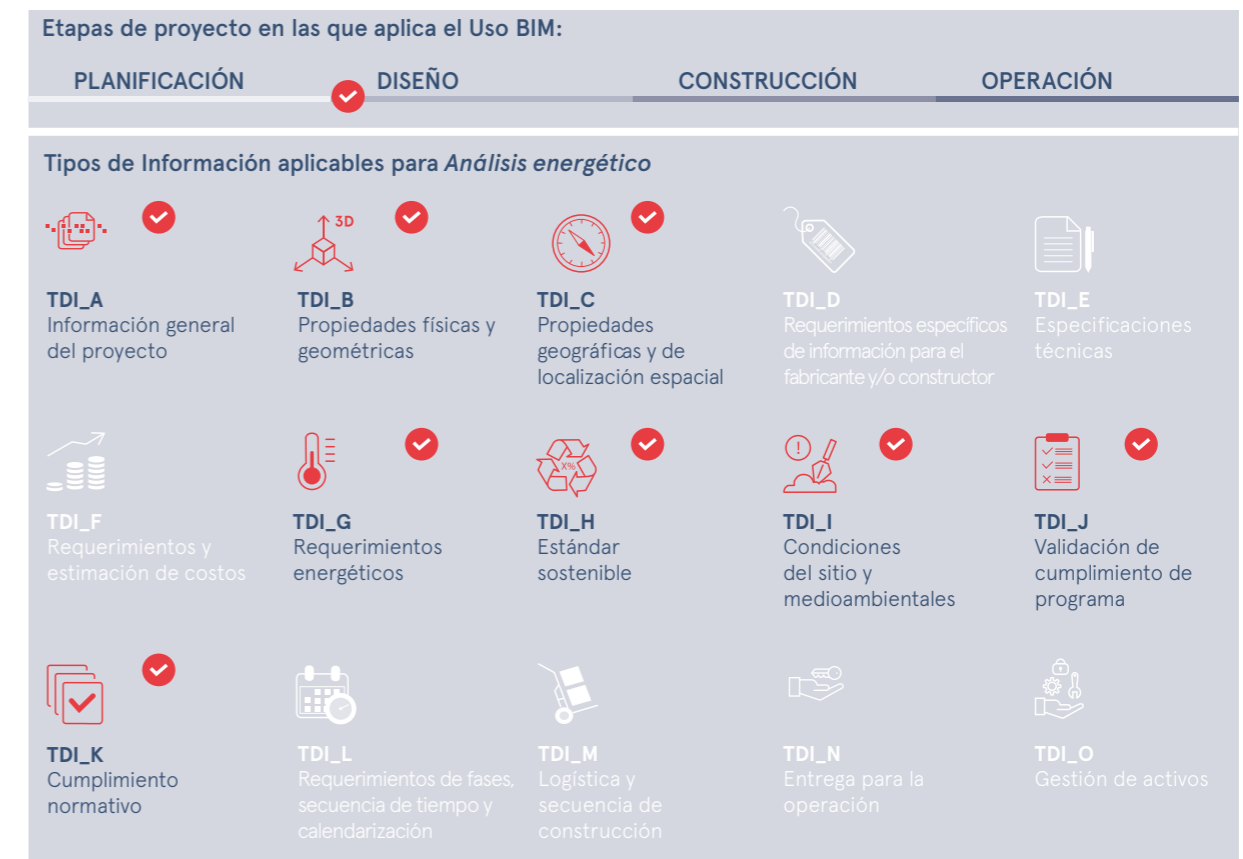 Etapas de proyecto en las que aplica el Uso BIM:
PLANIFICACIÓN DISEÑO CONSTRUCCIÓN OPERACIÓN
Tipos de Información aplicables para Análisis energético
3D
TDI_A
Información general
del proyecto
TDI_B
Propiedades físicas y
geométricas
TDI_C
Propiedades
geográficas y de
localización espacial
TDI_D
Requerimientos específicos
de información para el
fabricante y/o constructor
TDI_E
Especificaciones
técnicas
TDI_F
Requerimientos y
estimación de costos
TDI_G
Requerimientos
energéticos
X%
TDI_H
Estándar
sostenible
!
TDI_I
Condiciones
del sitio y
medioambientales
TDI_J
Validación de
cumplimiento de
programa
TDI_K
Cumplimiento
normativo
TDI_L
Requerimientos de fases,
secuencia de tiempo y
calendarización
TDI_M
Logística y
secuencia de
construcción
TDI_N
Entrega para la
operación
TDI_O
Gestión de activos